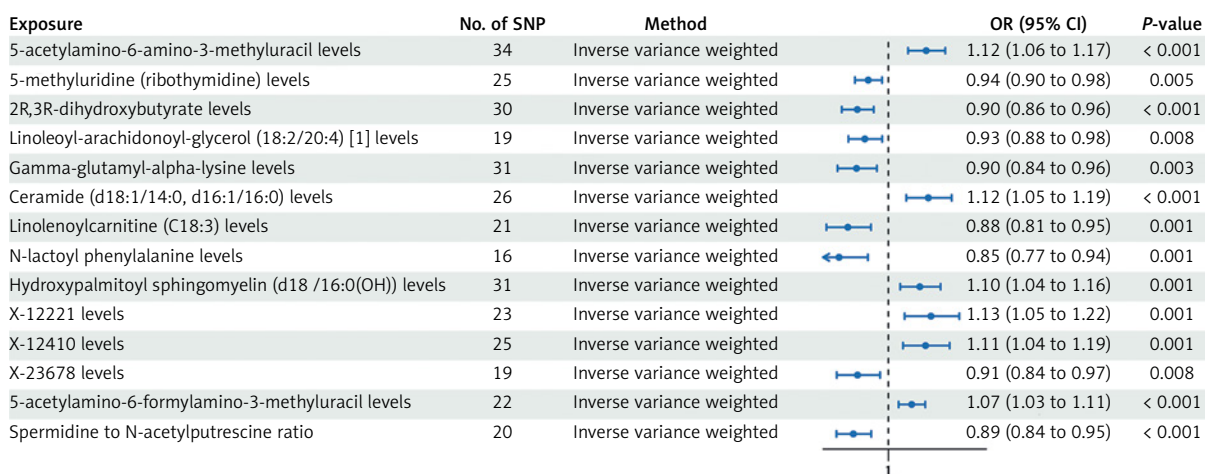 Exposure No. of SNP Method OR (95% CI) P-value
5-acetylamino-6-amino-3-methyluracil levels 34 Inverse variance weighted 1.12 (1.06 to 1.17) < 0.001
5-methyluridine (ribothymidine) levels 25 Inverse variance weighted 0.94 (0.90 to 0.98) 0.005
2R,3R-dihydroxybutyrate levels 30 Inverse variance weighted 0.90 (0.86 to 0.96) < 0.001
Linoleoyl-arachidonoyl-glycerol (18:2/20:4) [1] levels 19 Inverse variance weighted 0.93 (0.88 to 0.98) 0.008
Gamma-glutamyl-alpha-lysine levels 31 Inverse variance weighted 0.90 (0.84 to 0.96) 0.003
Ceramide (d18:1/14:0, d16:1/16:0) levels 26 Inverse variance weighted 1.12 (1.05 to 1.19) < 0.001
Linolenoylcarnitine (C18:3) levels 21 Inverse variance weighted 0.88 (0.81 to 0.95) 0.001
N-lactoyl phenylalanine levels 16 Inverse variance weighted 0.85 (0.77 to 0.94) 0.001
Hydroxypalmitoyl sphingomyelin (d18 /16:0(OH)) levels 31 Inverse variance weighted 1.10 (1.04 to 1.16) 0.001
X-12221 levels 23 Inverse variance weighted 1.13 (1.05 to 1.22) 0.001
X-12410 levels 25 Inverse variance weighted 1.11 (1.04 to 1.19) 0.001
X-23678 levels 19 Inverse variance weighted 0.91 (0.84 to 0.97) 0.008
5-acetylamino-6-formylamino-3-methyluracil levels 22 Inverse variance weighted 1.07 (1.03 to 1.11) < 0.001
Spermidine to N-acetylputrescine ratio 20 Inverse variance weighted 0.89 (0.84 to 0.95) < 0.001